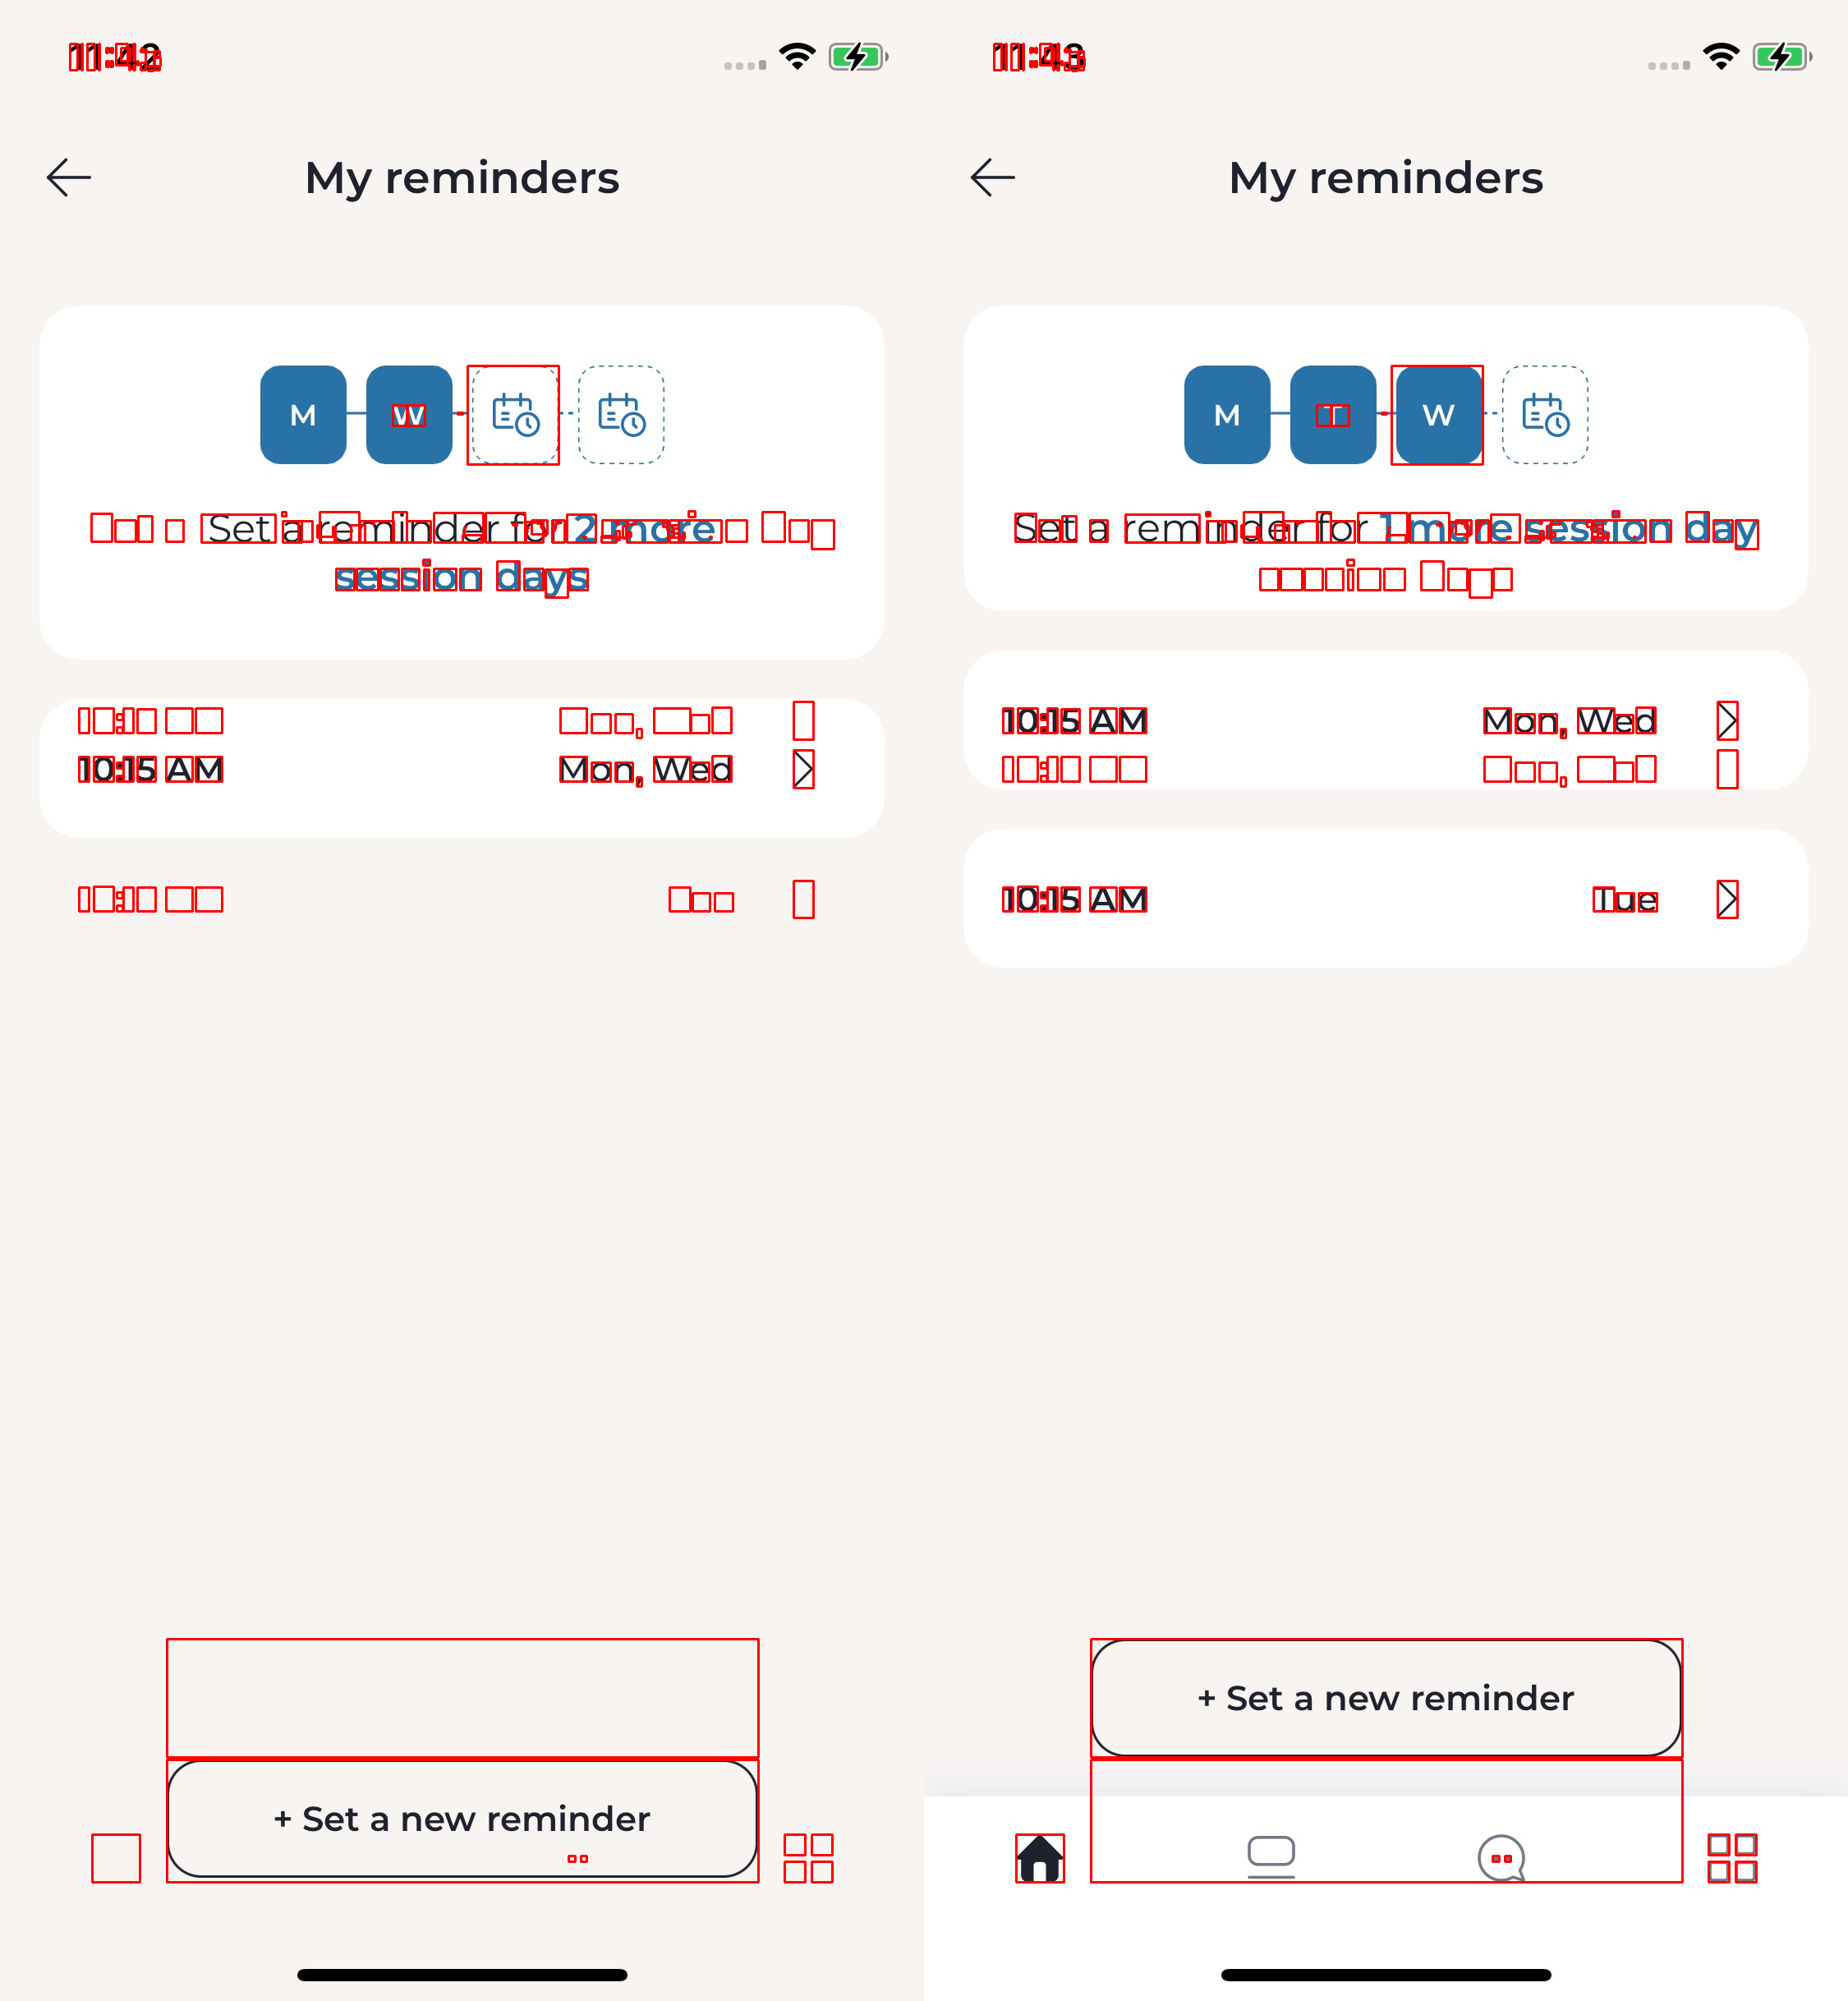 11:42
My reminders
M W
Set a reminder for 2 more
session days
10:15 AM Mon, Wed
+ Set a new reminder
11:43
My reminders
M T W
Set a reminder for 1 more session day
10:15 AM Mon, Wed
10:15 AM Tue
+ Set a new reminder